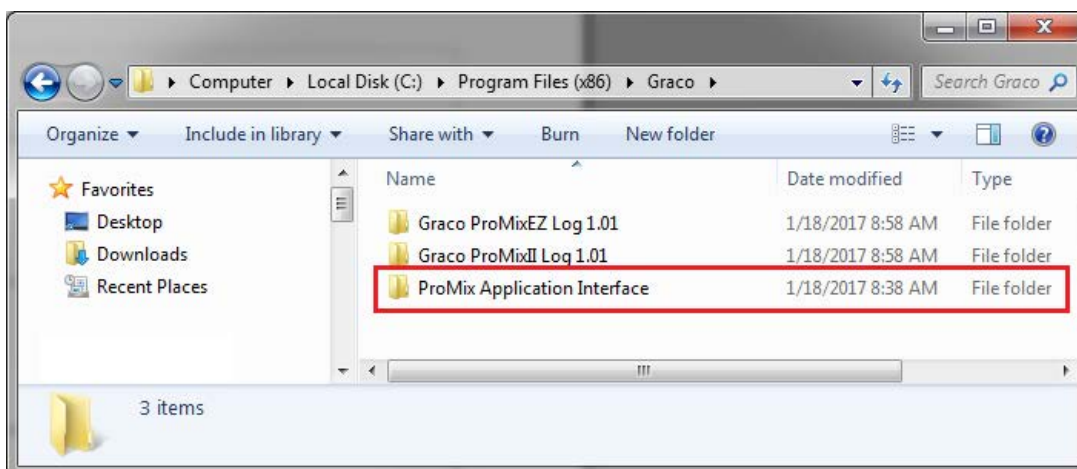 Computer Local Disk (C:) Program Files (x86) Graco Search Graco
Organize Include in library Share with Burn New folder
Favorites
Desktop
Downloads
Recent Places
Name Date modified Type
Graco ProMixEZ Log 1.01 1/18/2017 8:58 AM File folder
Graco ProMixII Log 1.01 1/18/2017 8:58 AM File folder
ProMix Application Interface 1/18/2017 8:38 AM File folder
3 items